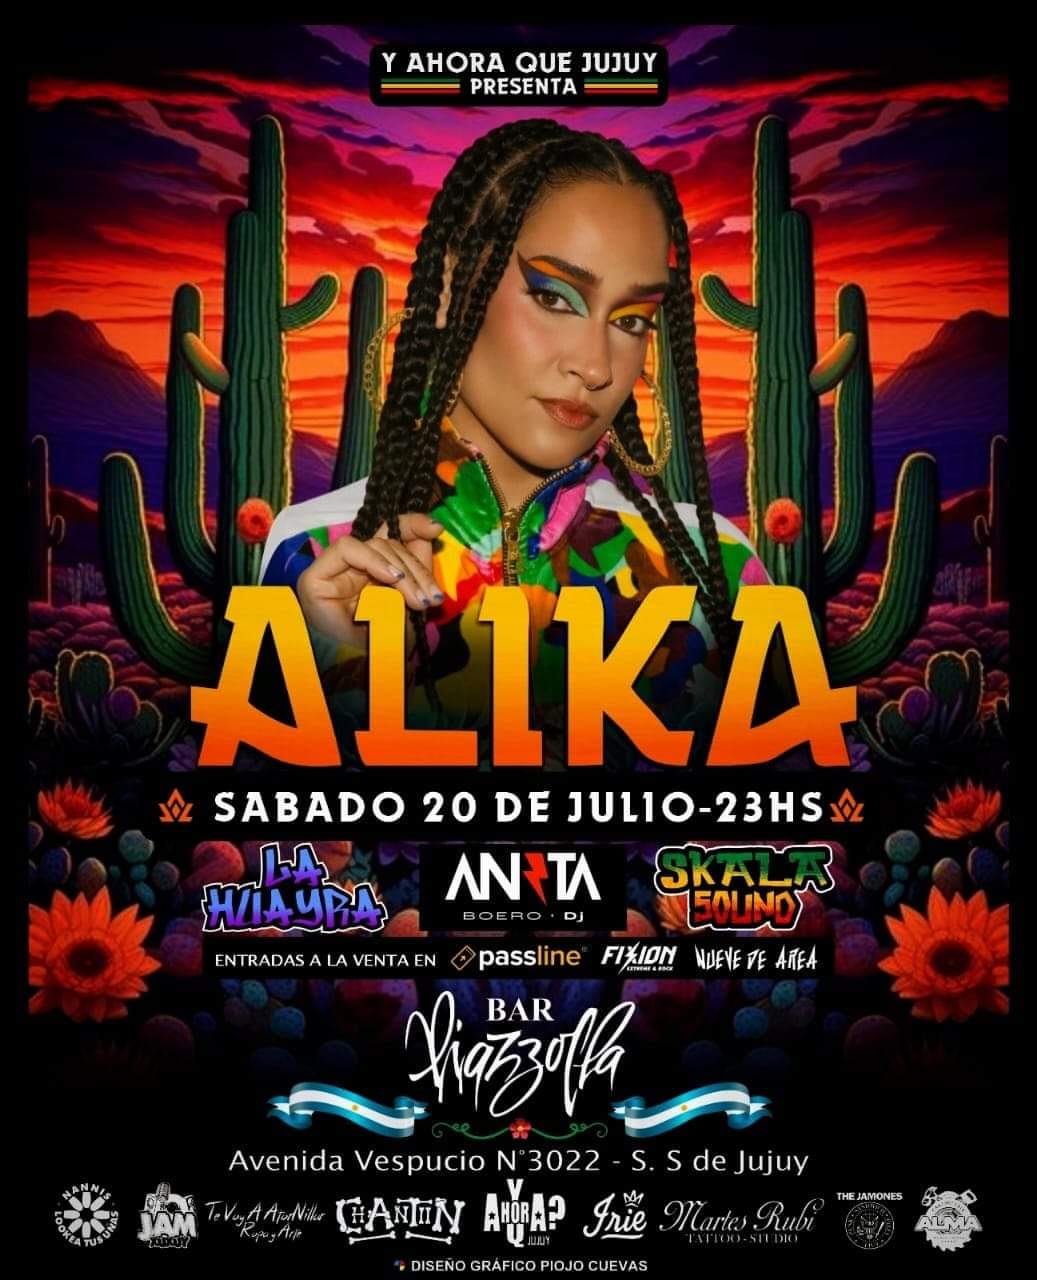 Y AHORA QUE JUJUY
PRESENTA
ALIKA
SABADO 20 DE JULIO-23HS
LA HUAYRA
ANITA
BOERO · DJ
SKALA SOUND
ENTRADAS A LA VENTA EN passline FIXION EXTREME & ROCK NUEVE DE AREA
BAR
Piazzolla
Avenida Vespucio N°3022 - S. S de Jujuy
NANNIS LOOKEA TUS UÑAS
JAM JUJUY
Te Voy A Atornillar Ropa y Arte
CHANTUN
Y AHORA? Q JUJUY
Irie
Martes Rubí TATTOO-STUDIO
THE JAMONES
ALMA
DISEÑO GRÁFICO PIOJO CUEVAS